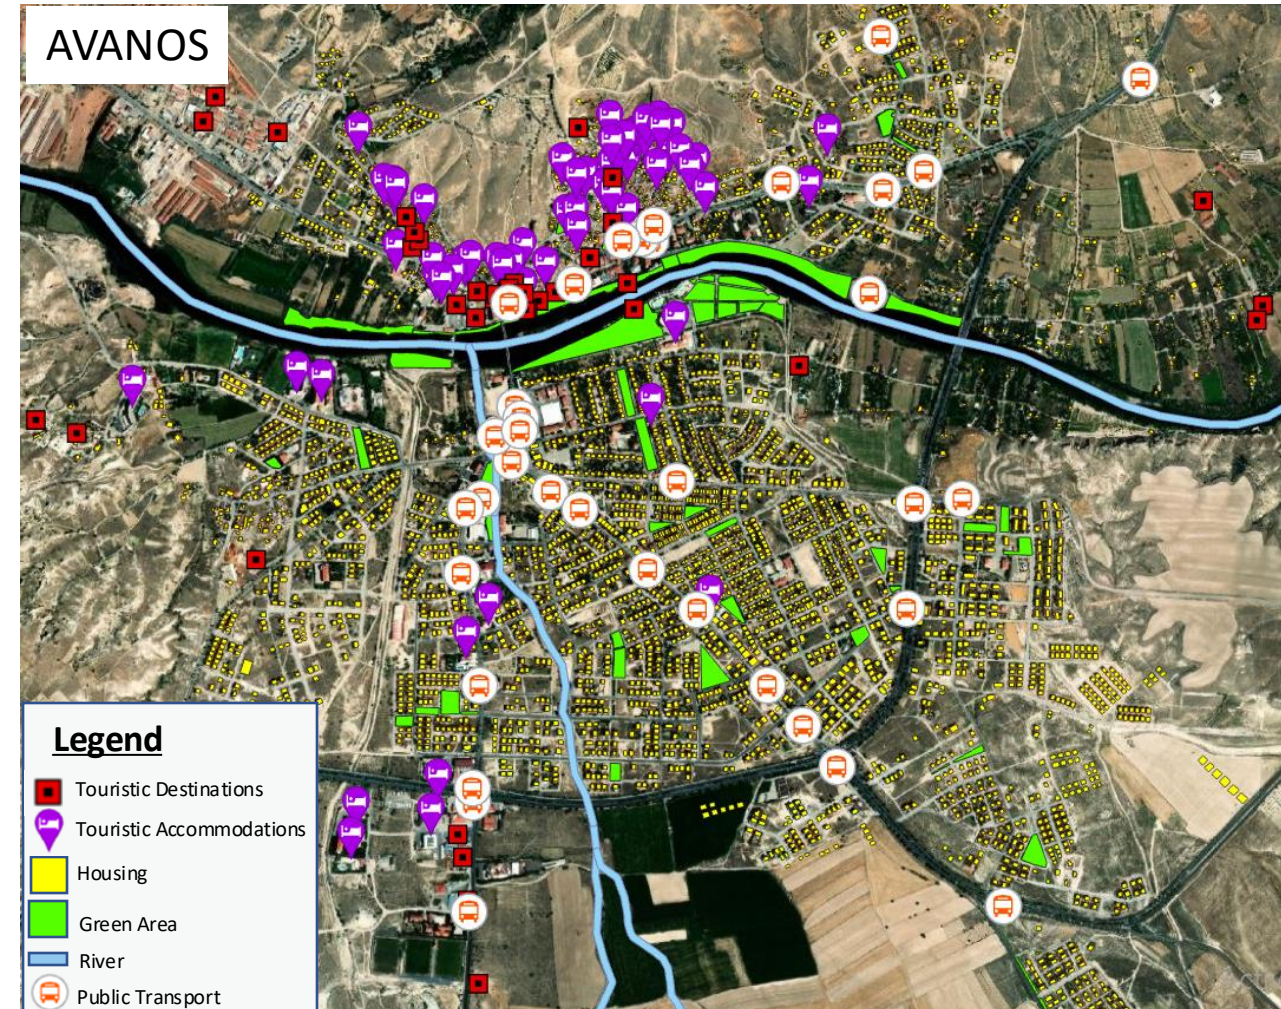 AVANOS
Legend
Touristic Destinations
Touristic Accommodations
Housing
Green Area
River
Public Transport